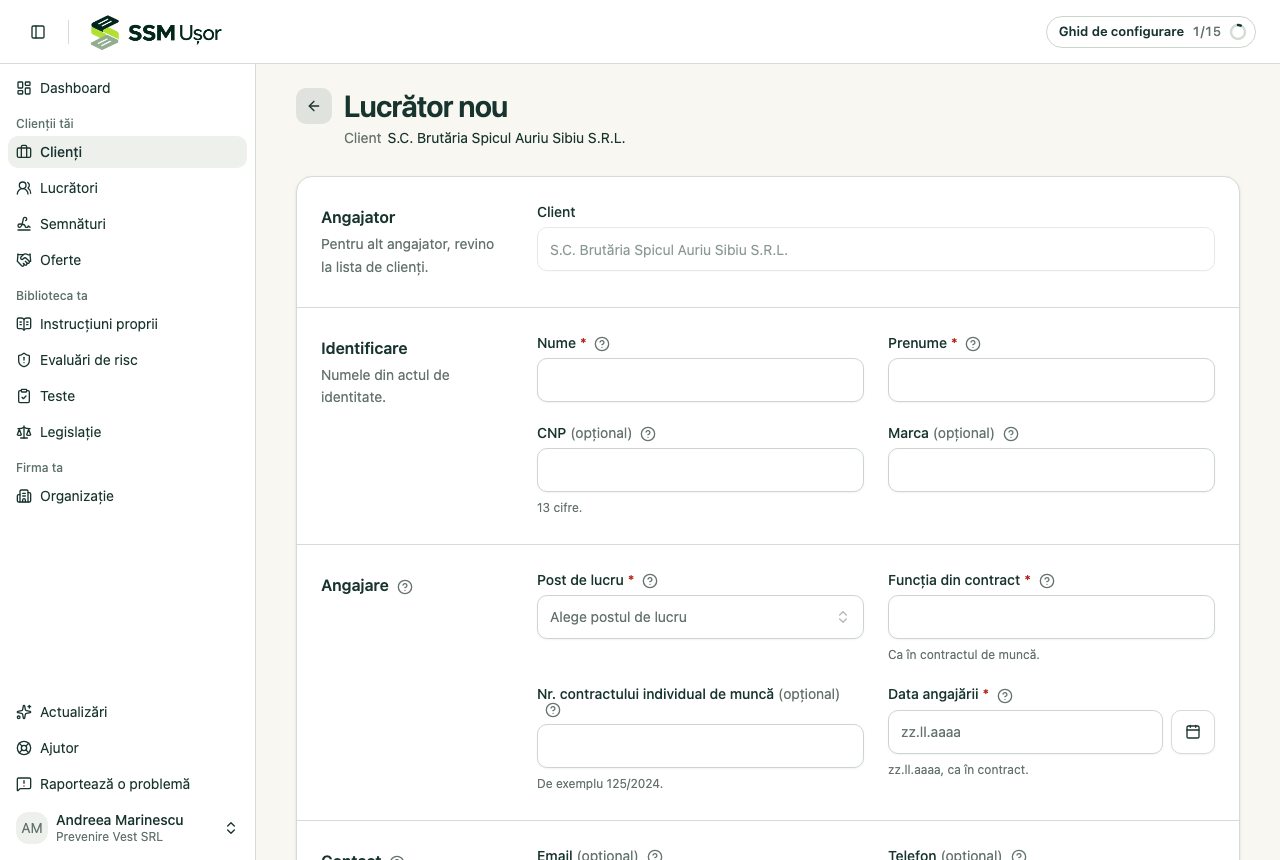 SSM Ușor
Ghid de configurare 1/15
Dashboard
Clienții tăi
Clienți
Lucrători
Semnături
Oferte
Biblioteca ta
Instrucțiuni proprii
Evaluări de risc
Teste
Legislație
Firma ta
Organizație
Actualizări
Ajutor
Raportează o problemă
AM
Andreea Marinescu
Prevenire Vest SRL
Lucrător nou
Client S.C. Brutăria Spicul Auriu Sibiu S.R.L.
Angajator
Pentru alt angajator, revino
la lista de clienți.
Client
S.C. Brutăria Spicul Auriu Sibiu S.R.L.
Identificare
Numele din actul de
identitate.
Nume *
Prenume *
CNP (opțional)
13 cifre.
Marca (opțional)
Angajare
Post de lucru *
Alege postul de lucru
Funcția din contract *
Ca în contractul de muncă.
Nr. contractului individual de muncă (opțional)
De exemplu 125/2024.
Data angajării *
zz.ll.aaaa
zz.ll.aaaa, ca în contract.
Contact
Email (opțional)
Telefon (opțional)